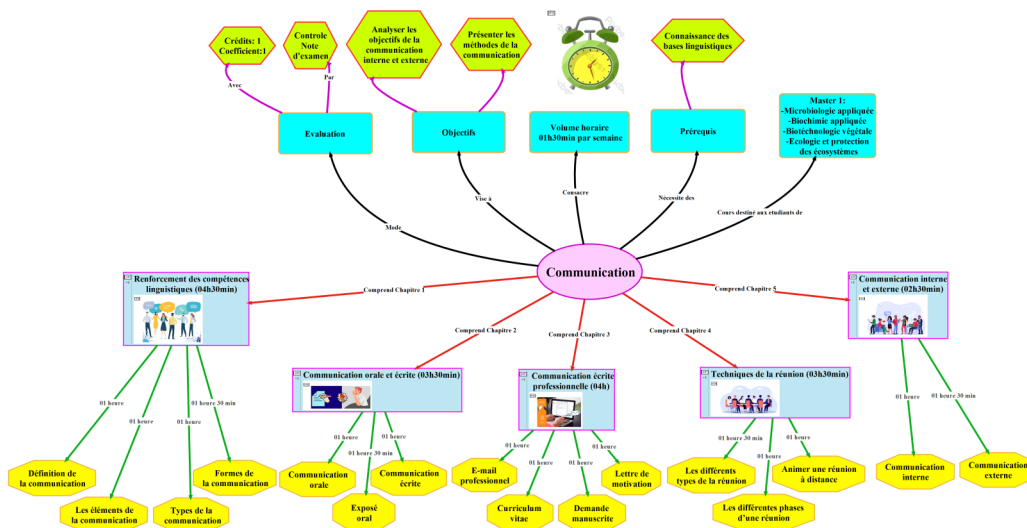 Crédits: 1
Coefficient:1
Controle
Note
d'examen
Analyser les
objectifs de la
communication
interne et externe
Présenter les
méthodes de la
communication
Connaissance des
bases linguistiques
Avec
Par
Evaluation
Objectifs
Volume horaire
01h30min par semaine
Prérequis
Master 1:
-Microbiologie appliquée
-Biochimie appliquée
-Biotéchnologie végétale
-Ecologie et protection
des écosystèmes
Mode
Vise à
Consacre
Nécessite des
Cours destiné aux etudiants de
Communication
Renforcement des compétences
linguistiques (04h30min)
Comprend Chapitre 1
Comprend Chapitre 2
Comprend Chapitre 3
Comprend Chapitre 4
Comprend Chapitre 5
Communication interne
et externe (02h30min)
Communication orale et écrite (03h30min)
Communication écrite
professionnelle (04h)
Techniques de la réunion (03h30min)
01 heure
01 heure
01 heure
01 heure 30 min
01 heure
01 heure 30 min
01 heure
01 heure
01 heure
01 heure
01 heure
01 heure 30 min
01 heure
01 heure
01 heure
01 heure 30 min
Définition de
la communication
Les éléments de
la communication
Types de la
communication
Formes de
la communication
Communication
orale
Exposé
oral
Communication
écrite
E-mail
professionnel
Curriculum
vitae
Demande
manuscrite
Lettre de
motivation
Les différents
types de la réunion
Les différentes phases
d'une réunion
Animer une réunion
à distance
Communication
interne
Communication
externe